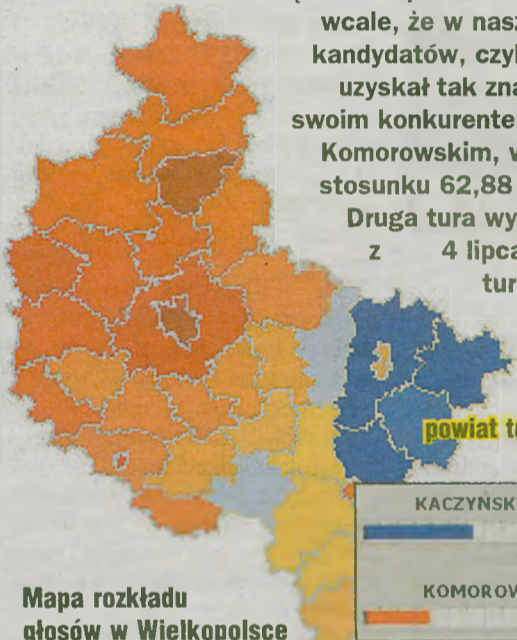 wcale, że w nasz
kandydatów, czyl
uzyskał tak zna
swoim konkurente
Komorowskim, w
stosunku 62,88
Druga tura wy
z 4 lipca
tur
powiat t
KACZYŃSK
KOMOROW
Mapa rozkładu
głosów w Wielkopolsce